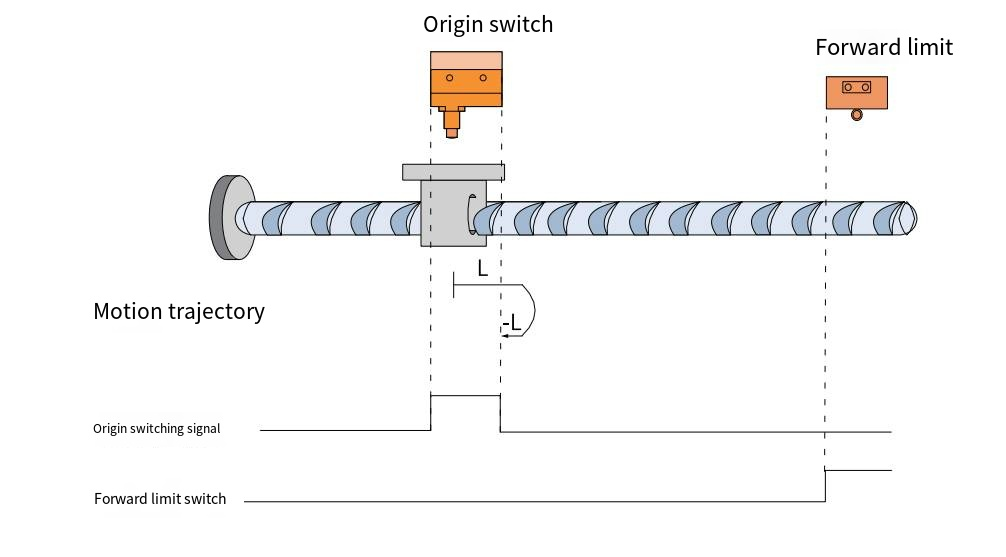 Origin switch
Forward limit
L
Motion trajectory
-L
Origin switching signal
Forward limit switch